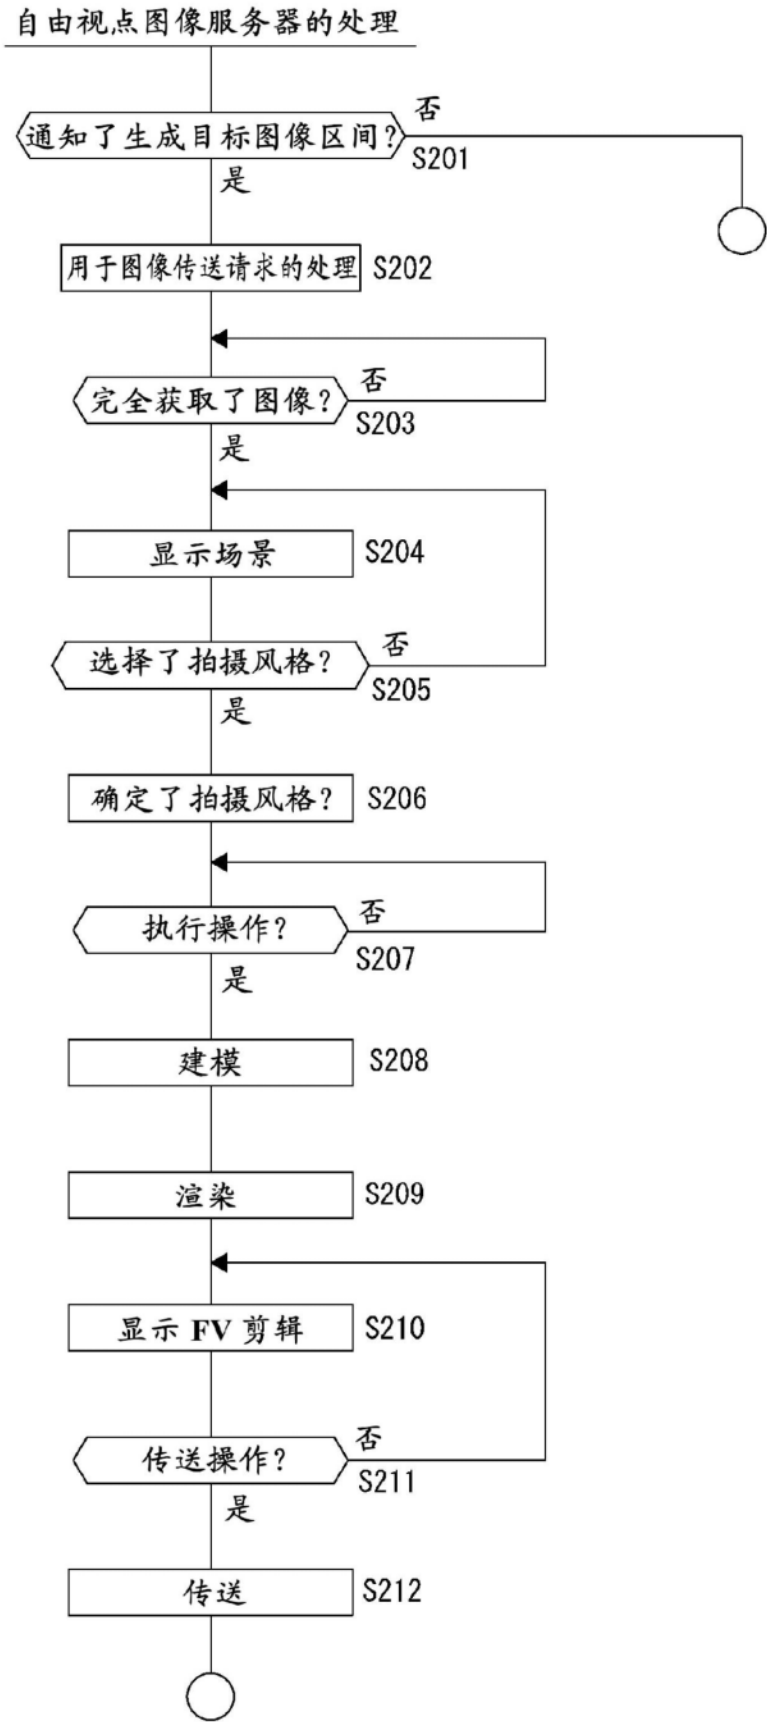 自由视点图像服务器的处理
否
通知了生成目标图像区间?
S201
是
用于图像传送请求的处理 S202
否
完全获取了图像?
S203
是
显示场景 S204
否
选择了拍摄风格?
S205
是
确定了拍摄风格? S206
否
执行操作?
S207
是
建模 S208
渲染 S209
显示 FV 剪辑 S210
否
传送操作?
S211
是
传送 S212